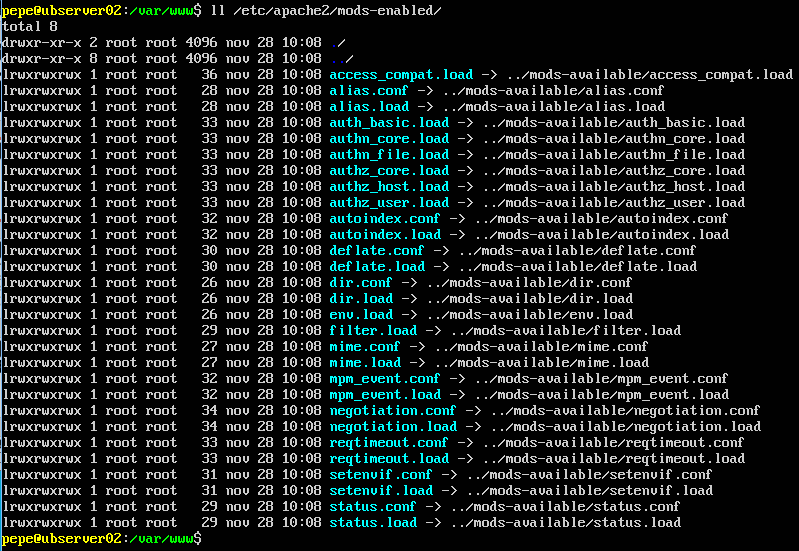 pepe@ubserver02:/var/www$ ll /etc/apache2/mods-enabled/
total 8
drwxr-xr-x 2 root root 4096 nov 28 10:08 ./
drwxr-xr-x 8 root root 4096 nov 28 10:08 ../
lrwxrwxrwx 1 root root   36 nov 28 10:08 access_compat.load -> ../mods-available/access_compat.load
lrwxrwxrwx 1 root root   28 nov 28 10:08 alias.conf -> ../mods-available/alias.conf
lrwxrwxrwx 1 root root   28 nov 28 10:08 alias.load -> ../mods-available/alias.load
lrwxrwxrwx 1 root root   33 nov 28 10:08 auth_basic.load -> ../mods-available/auth_basic.load
lrwxrwxrwx 1 root root   33 nov 28 10:08 authn_core.load -> ../mods-available/authn_core.load
lrwxrwxrwx 1 root root   33 nov 28 10:08 authn_file.load -> ../mods-available/authn_file.load
lrwxrwxrwx 1 root root   33 nov 28 10:08 authz_core.load -> ../mods-available/authz_core.load
lrwxrwxrwx 1 root root   33 nov 28 10:08 authz_host.load -> ../mods-available/authz_host.load
lrwxrwxrwx 1 root root   33 nov 28 10:08 authz_user.load -> ../mods-available/authz_user.load
lrwxrwxrwx 1 root root   32 nov 28 10:08 autoindex.conf -> ../mods-available/autoindex.conf
lrwxrwxrwx 1 root root   32 nov 28 10:08 autoindex.load -> ../mods-available/autoindex.load
lrwxrwxrwx 1 root root   30 nov 28 10:08 deflate.conf -> ../mods-available/deflate.conf
lrwxrwxrwx 1 root root   30 nov 28 10:08 deflate.load -> ../mods-available/deflate.load
lrwxrwxrwx 1 root root   26 nov 28 10:08 dir.conf -> ../mods-available/dir.conf
lrwxrwxrwx 1 root root   26 nov 28 10:08 dir.load -> ../mods-available/dir.load
lrwxrwxrwx 1 root root   26 nov 28 10:08 env.load -> ../mods-available/env.load
lrwxrwxrwx 1 root root   29 nov 28 10:08 filter.load -> ../mods-available/filter.load
lrwxrwxrwx 1 root root   27 nov 28 10:08 mime.conf -> ../mods-available/mime.conf
lrwxrwxrwx 1 root root   27 nov 28 10:08 mime.load -> ../mods-available/mime.load
lrwxrwxrwx 1 root root   32 nov 28 10:08 mpm_event.conf -> ../mods-available/mpm_event.conf
lrwxrwxrwx 1 root root   32 nov 28 10:08 mpm_event.load -> ../mods-available/mpm_event.load
lrwxrwxrwx 1 root root   34 nov 28 10:08 negotiation.conf -> ../mods-available/negotiation.conf
lrwxrwxrwx 1 root root   34 nov 28 10:08 negotiation.load -> ../mods-available/negotiation.load
lrwxrwxrwx 1 root root   33 nov 28 10:08 reqtimeout.conf -> ../mods-available/reqtimeout.conf
lrwxrwxrwx 1 root root   33 nov 28 10:08 reqtimeout.load -> ../mods-available/reqtimeout.load
lrwxrwxrwx 1 root root   31 nov 28 10:08 setenvif.conf -> ../mods-available/setenvif.conf
lrwxrwxrwx 1 root root   31 nov 28 10:08 setenvif.load -> ../mods-available/setenvif.load
lrwxrwxrwx 1 root root   29 nov 28 10:08 status.conf -> ../mods-available/status.conf
lrwxrwxrwx 1 root root   29 nov 28 10:08 status.load -> ../mods-available/status.load
pepe@ubserver02:/var/www$